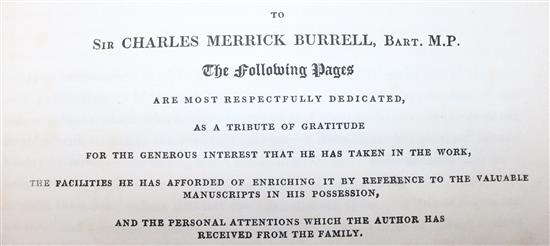 TO
SIR CHARLES MERRICK BURRELL, BART. M.P.
The Following Pages
ARE MOST RESPECTFULLY DEDICATED,
AS A TRIBUTE OF GRATITUDE
FOR THE GENEROUS INTEREST THAT HE HAS TAKEN IN THE WORK,
THE FACILITIES HE HAS AFFORDED OF ENRICHING IT BY REFERENCE TO THE VALUABLE
MANUSCRIPTS IN HIS POSSESSION,
AND THE PERSONAL ATTENTIONS WHICH THE AUTHOR HAS
RECEIVED FROM THE FAMILY.